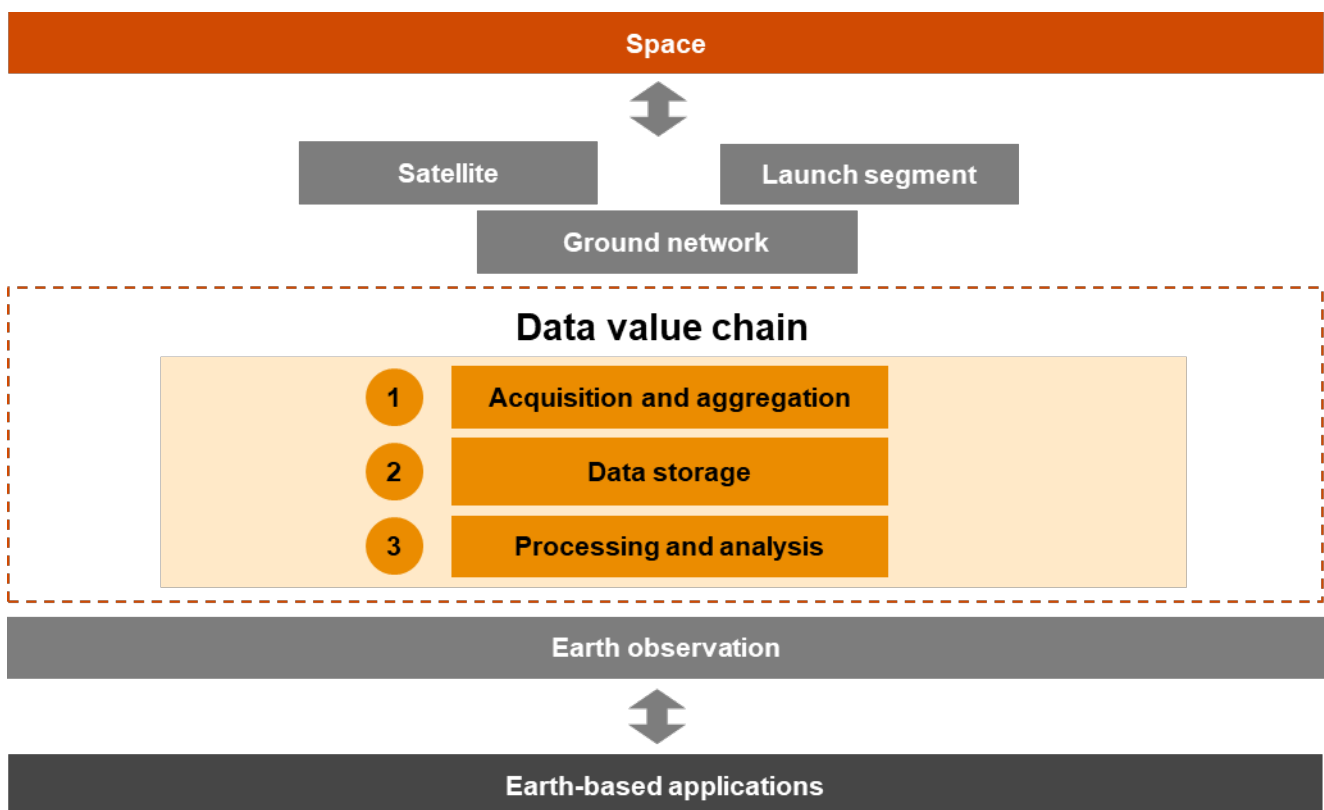 Space
Satellite
Launch segment
Ground network
Data value chain
1 Acquisition and aggregation
2 Data storage
3 Processing and analysis
Earth observation
Earth-based applications